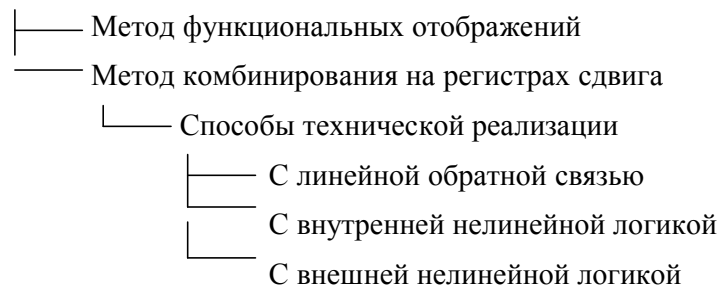 Метод функциональных отображений
Метод комбинирования на регистрах сдвига
Способы технической реализации
С линейной обратной связью
С внутренней нелинейной логикой
С внешней нелинейной логикой